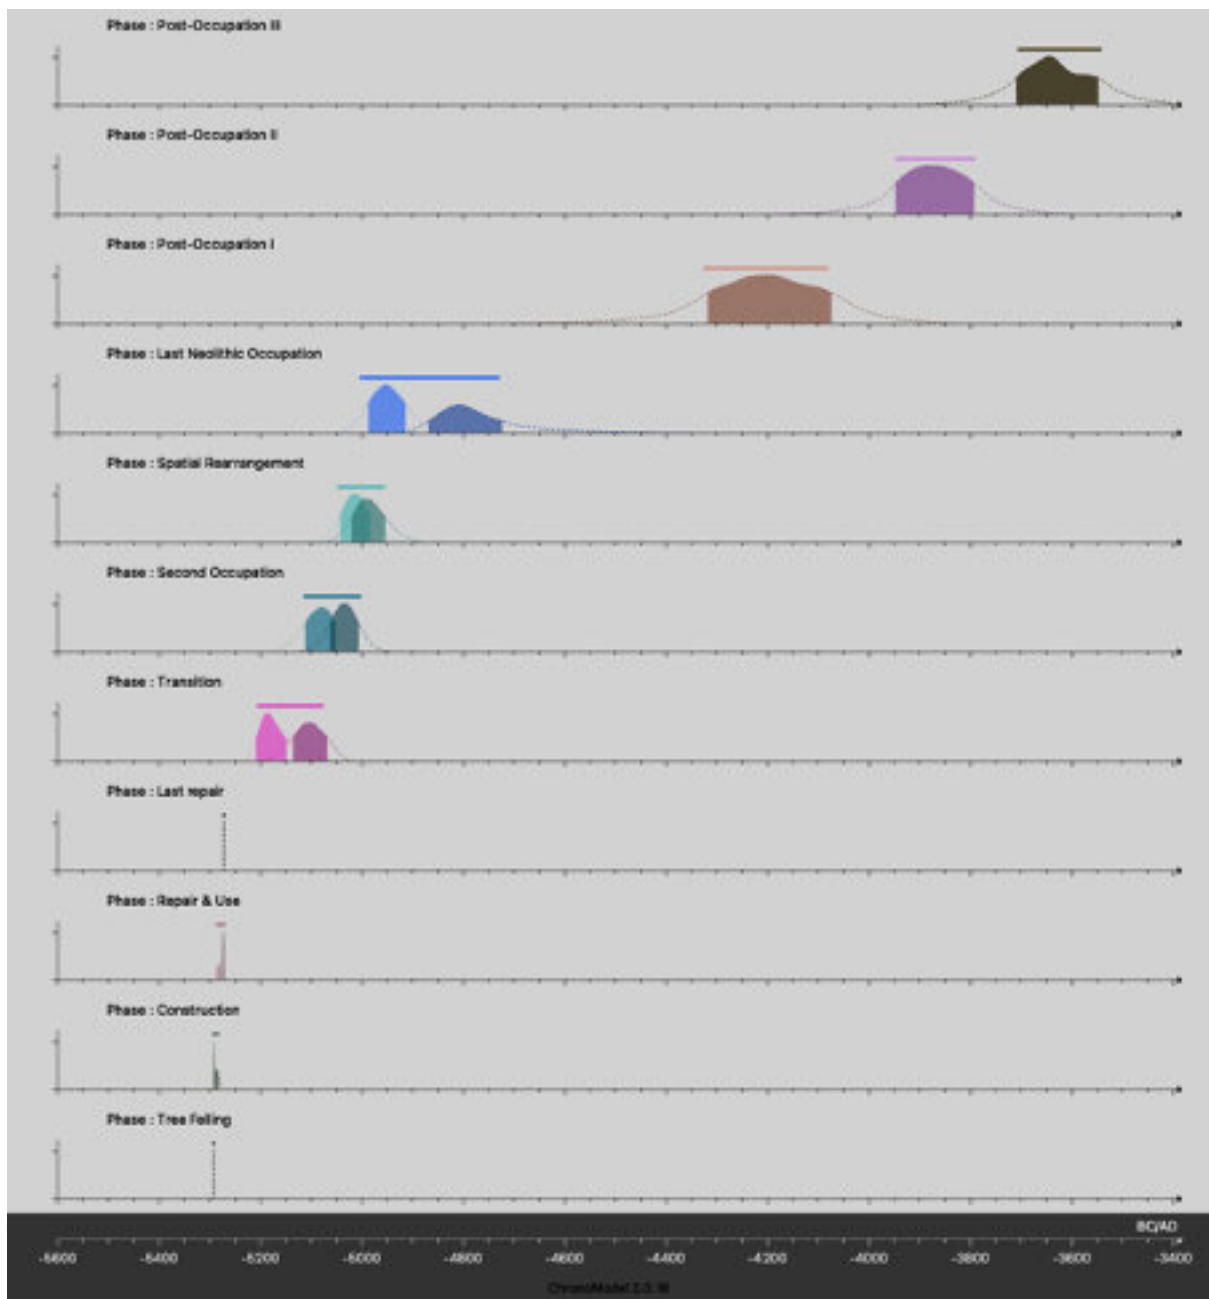 Phase : Post-Occupation III
Phase : Post-Occupation II
Phase : Post-Occupation I
Phase : Last Neolithic Occupation
Phase : Spatial Rearrangement
Phase : Second Occupation
Phase : Transition
Phase : Last repair
Phase : Repair & Use
Phase : Construction
Phase : Tree Felling
BC/AD
-5600 -5400 -5200 -5000 -4800 -4600 -4400 -4200 -4000 -3800 -3600 -3400
ChronoModel